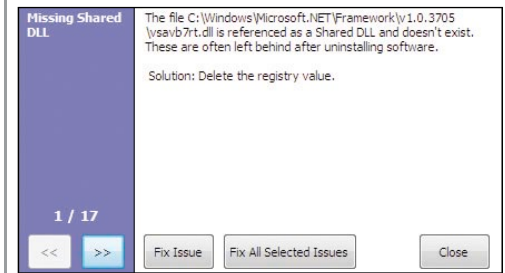 Missing Shared
DLL
The file C:\Windows\Microsoft.NET\Framework\v1.0.3705
\vsavb7rt.dll is referenced as a Shared DLL and doesn't exist.
These are often left behind after uninstalling software.
Solution: Delete the registry value.
1 / 17
<< >> Fix Issue Fix All Selected Issues Close